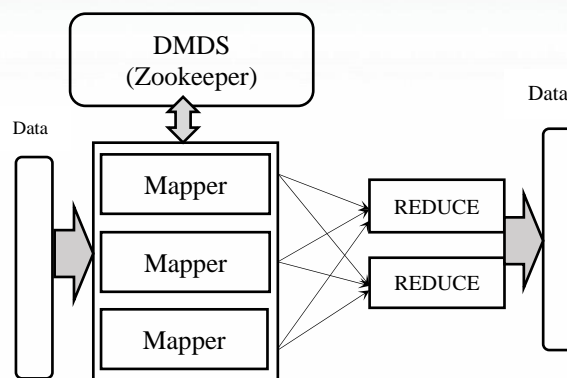 DMDS
(Zookeeper)
Data
Data
Mapper
REDUCE
Mapper
REDUCE
Mapper